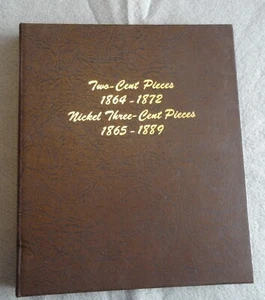 Two-Cent Pieces
1864-1872
Nickel Three-Cent Pieces
1865-1889